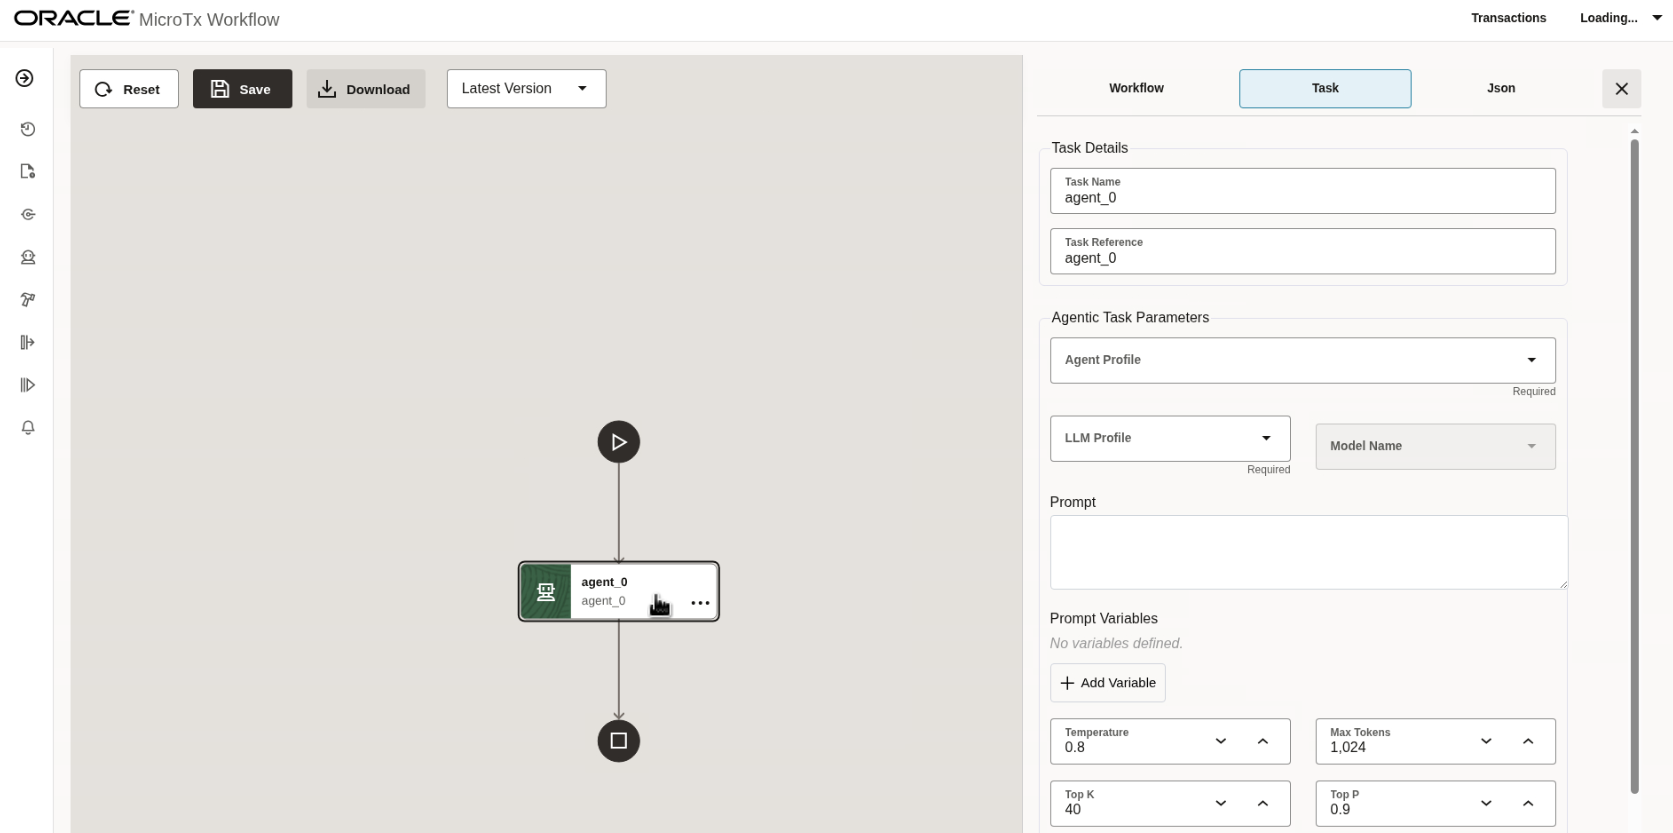 ORACLE MicroTx Workflow
Transactions
Loading...
Reset
Save
Download
Latest Version
Workflow
Task
Json
Task Details
Task Name
agent_0
Task Reference
agent_0
Agentic Task Parameters
Agent Profile
Required
LLM Profile
Model Name
Required
Prompt
agent_0
agent_0
Prompt Variables
No variables defined.
Add Variable
Temperature
0.8
Max Tokens
1,024
Top K
40
Top P
0.9